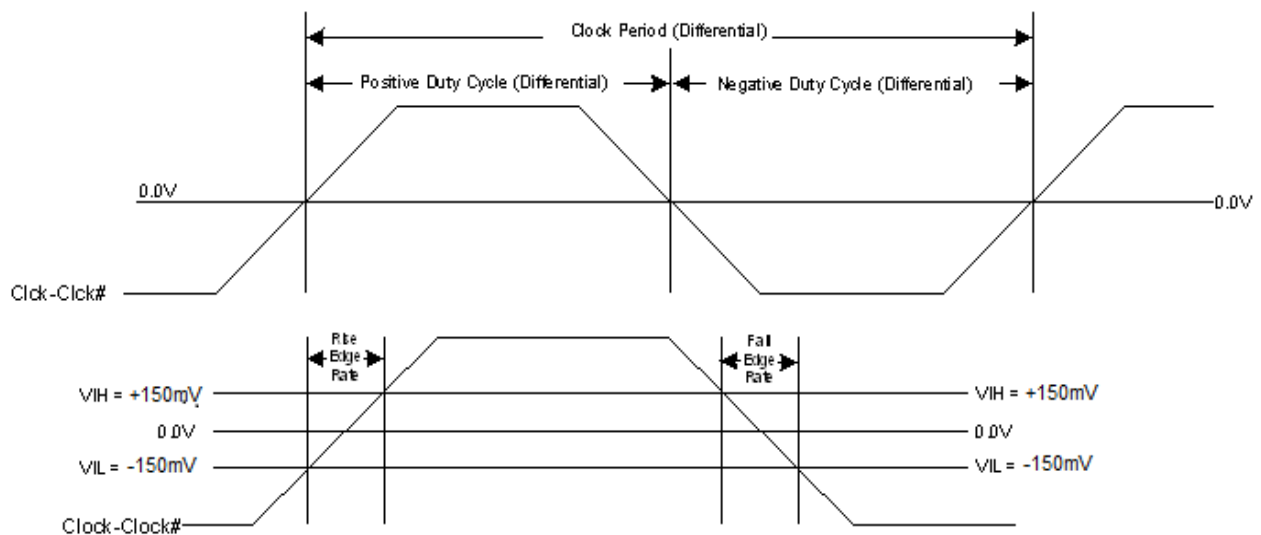 Clock Period (Differential)
Positive Duty Cycle (Differential)
Negative Duty Cycle (Differential)
0.0V
0.0V
Clck-Clck#
Rise
Edge
Rate
Fall
Edge
Rate
VIH = +150mV
VIH = +150mV
0.0V
0.0V
VIL = -150mV
VIL = -150mV
Clock-Clock#